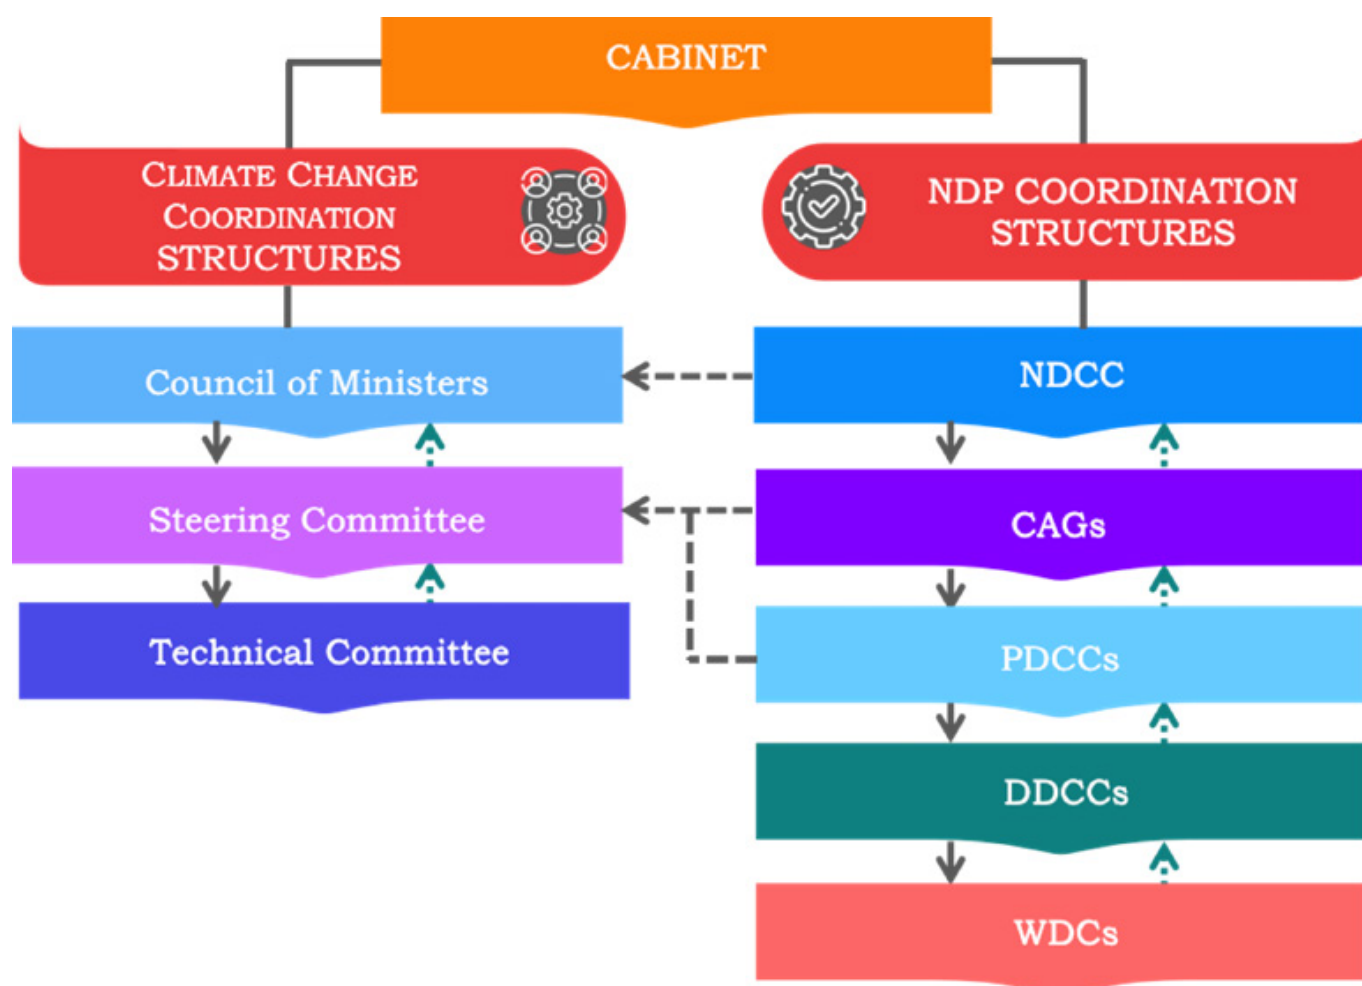 CABINET
CLIMATE CHANGE
COORDINATION
STRUCTURES
NDP COORDINATION
STRUCTURES
Council of Ministers
NDCC
Steering Committee
CAGs
Technical Committee
PDCCs
DDCCs
WDCs